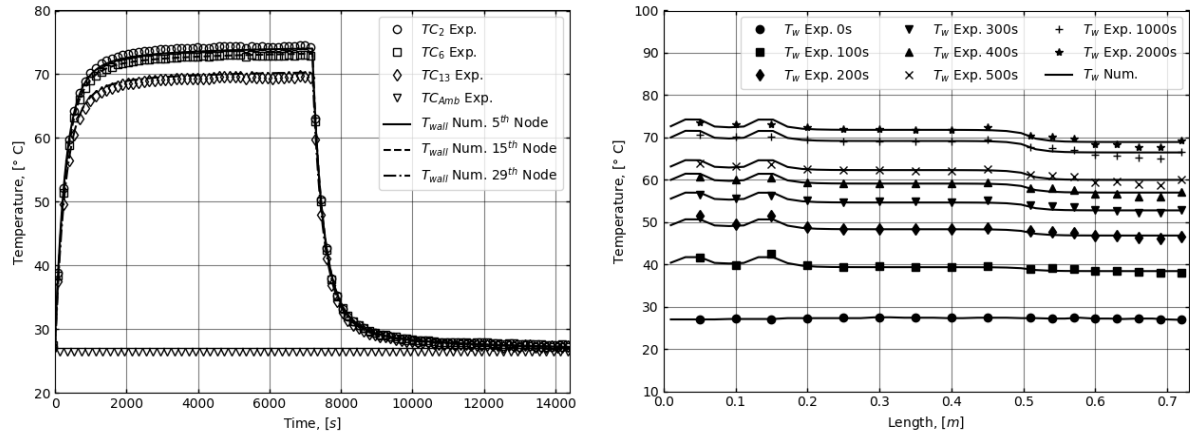 80
70
60
50
40
30
20
0
2000
4000
6000
8000
10000
12000
14000
Temperature, [° C]
Time, [s]
TC2 Exp.
TC6 Exp.
TC13 Exp.
TCAmb Exp.
Twall Num. 5th Node
Twall Num. 15th Node
Twall Num. 29th Node
Tw Exp. 0s
Tw Exp. 100s
Tw Exp. 200s
Tw Exp. 300s
Tw Exp. 400s
Tw Exp. 500s
Tw Exp. 1000s
Tw Exp. 2000s
Tw Num.
100
90
80
70
60
50
40
30
20
10
0.0
0.1
0.2
0.3
0.4
0.5
0.6
0.7
Temperature, [° C]
Length, [m]